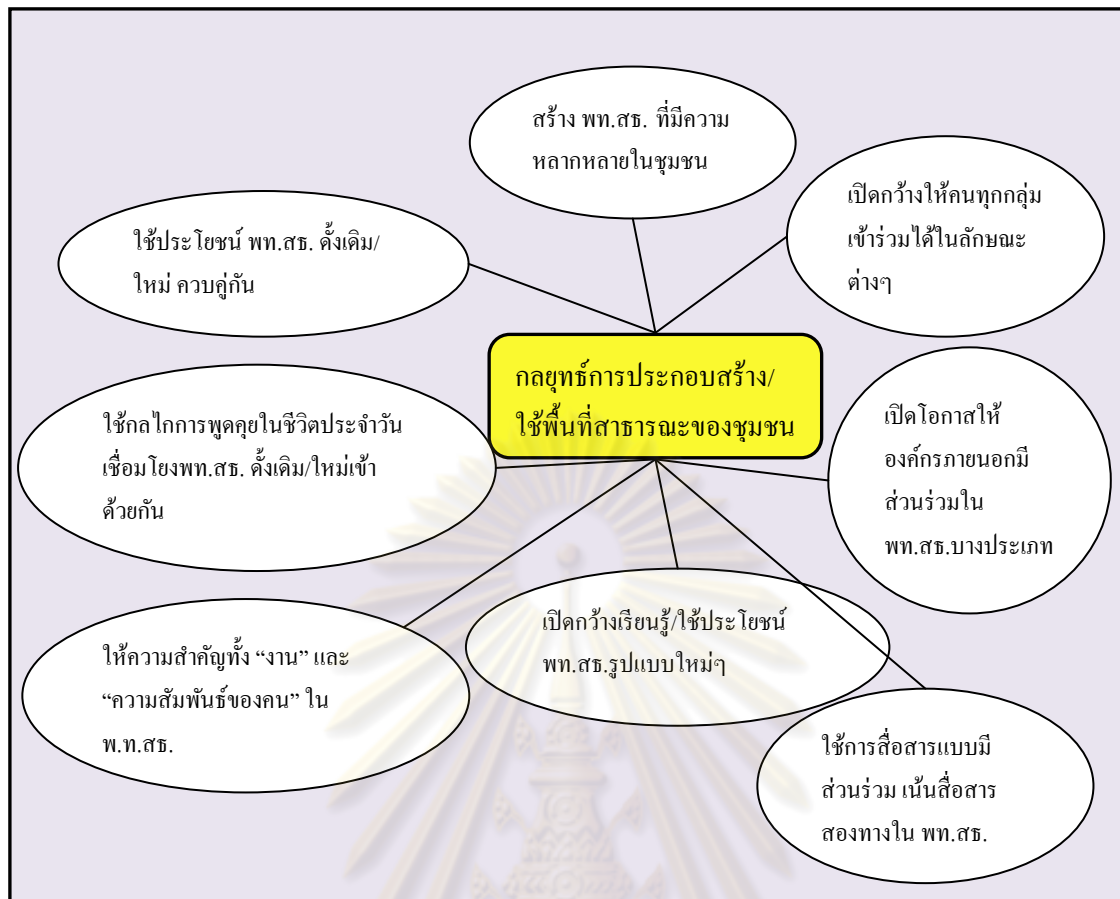 สร้าง พท.สธ. ที่มีความ
หลากหลายในชุมชน
เปิดกว้างให้คนทุกกลุ่ม
เข้าร่วมได้ในลักษณะ
ต่างๆ
ใช้ประโยชน์ พท.สธ. ดั้งเดิม/
ใหม่ ควบคู่กัน
กลยุทธ์การประกอบสร้าง/
ใช้พื้นที่สาธารณะของชุมชน
ใช้กลไกการพูดคุยในชีวิตประจำวัน
เชื่อมโยงพท.สธ. ดั้งเดิม/ใหม่เข้า
ด้วยกัน
เปิดโอกาสให้
องค์กรภายนอกมี
ส่วนร่วมใน
พท.สธ.บางประเภท
ให้ความสำคัญทั้ง “งาน” และ
“ความสัมพันธ์ของคน” ใน
พ.ท.สธ.
เปิดกว้างเรียนรู้/ใช้ประโยชน์
พท.สธ.รูปแบบใหม่ๆ
ใช้การสื่อสารแบบมี
ส่วนร่วม เน้นสื่อสาร
สองทางใน พท.สธ.